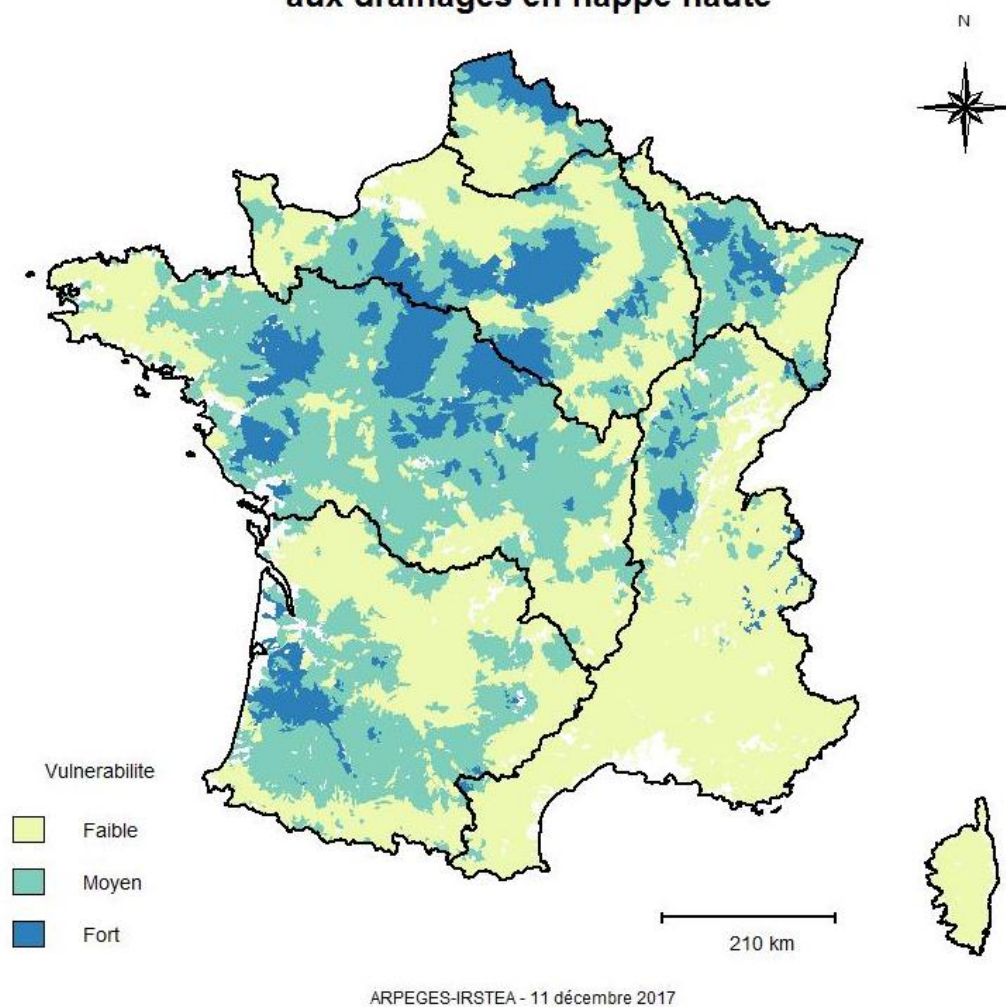 aux drainages en nappe haute
N
Vulnerabilite
Faible
Moyen
Fort
210 km
ARPEGES-IRSTEA - 11 décembre 2017